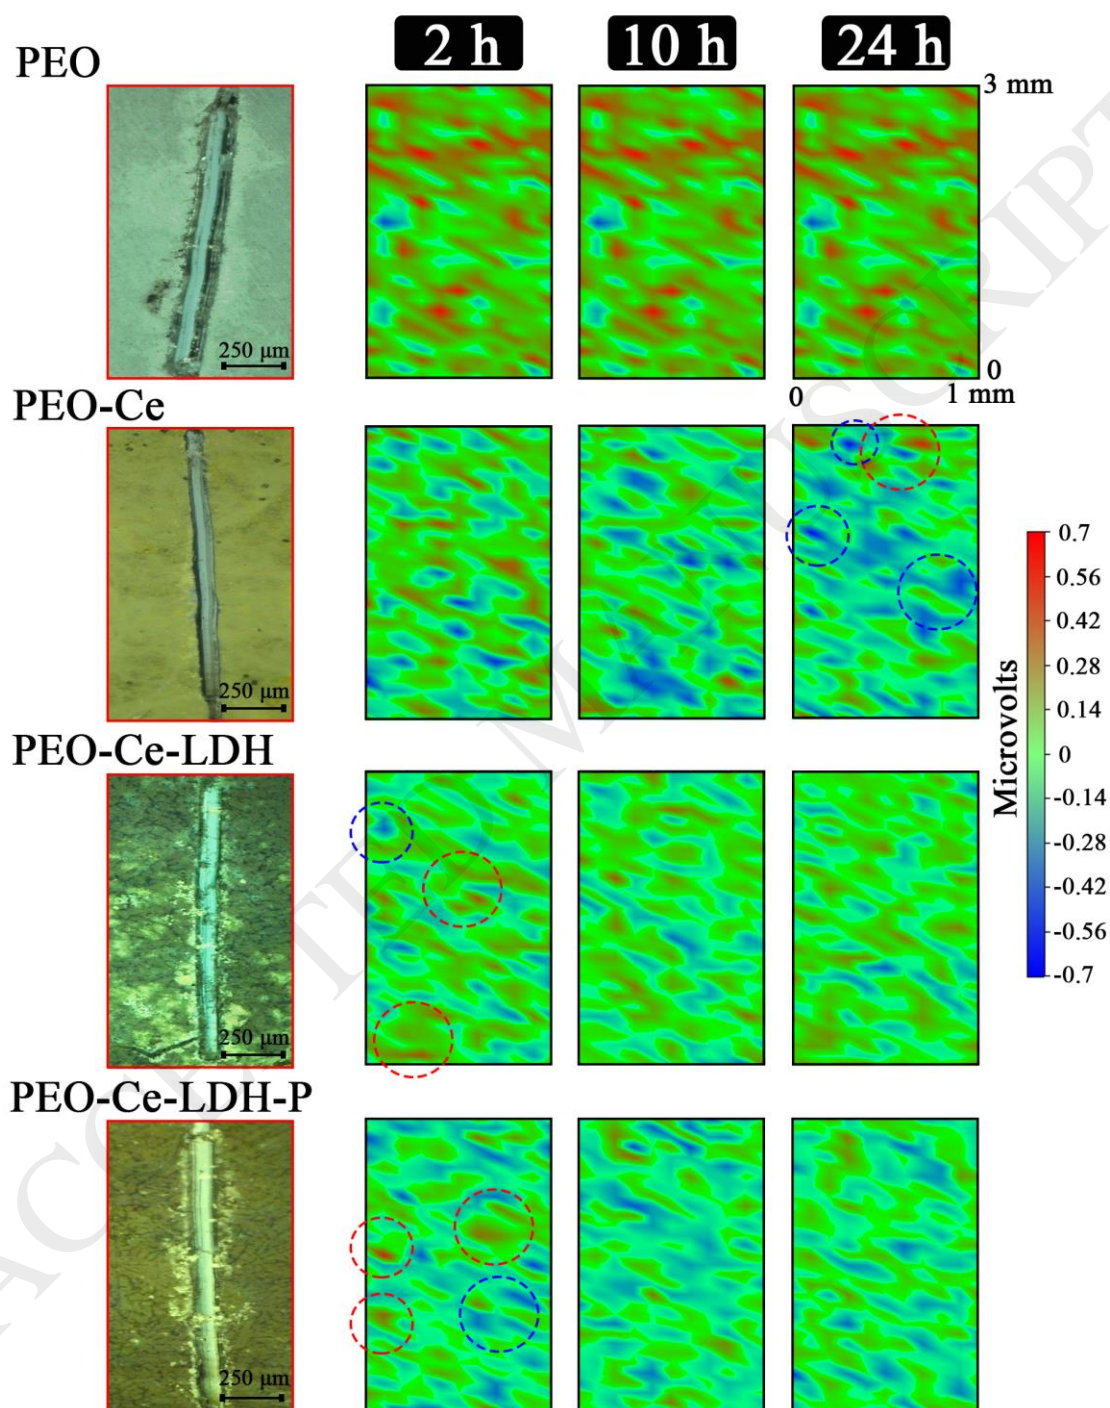 2 h 10 h 24 h
PEO
3 mm
250 µm
0
0 1 mm
PEO-Ce
250 µm
PEO-Ce-LDH
250 µm
PEO-Ce-LDH-P
250 µm
Microvolts
0.7
0.56
0.42
0.28
0.14
0
-0.14
-0.28
-0.42
-0.56
-0.7
ACCEPTED MANUSCRIPT